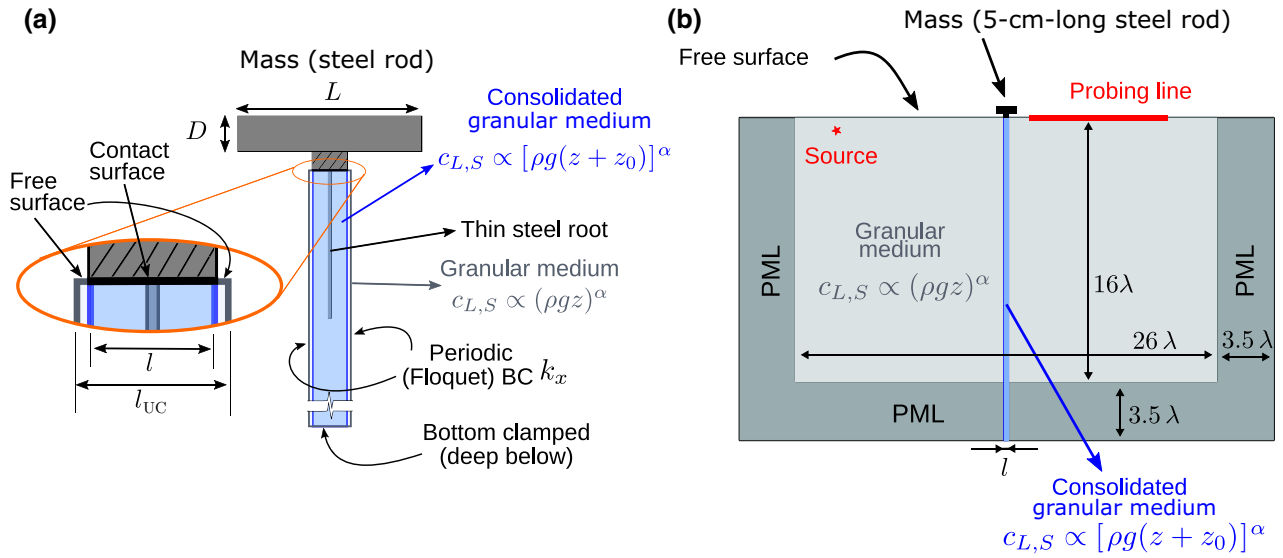 (a)
Mass (steel rod)
L
D
Consolidated
granular medium
c_{L,S} ∝ [ρg(z + z_0)]^α
Contact
surface
Free
surface
Thin steel root
Granular medium
c_{L,S} ∝ (ρgz)^α
l
l_{UC}
Periodic
(Floquet) BC k_x
Bottom clamped
(deep below)
(b)
Mass (5-cm-long steel rod)
Free surface
Probing line
Source
Granular
medium
c_{L,S} ∝ (ρgz)^α
PML
PML
16λ
26 λ
3.5 λ
PML
3.5 λ
l
Consolidated
granular medium
c_{L,S} ∝ [ρg(z + z_0)]^α